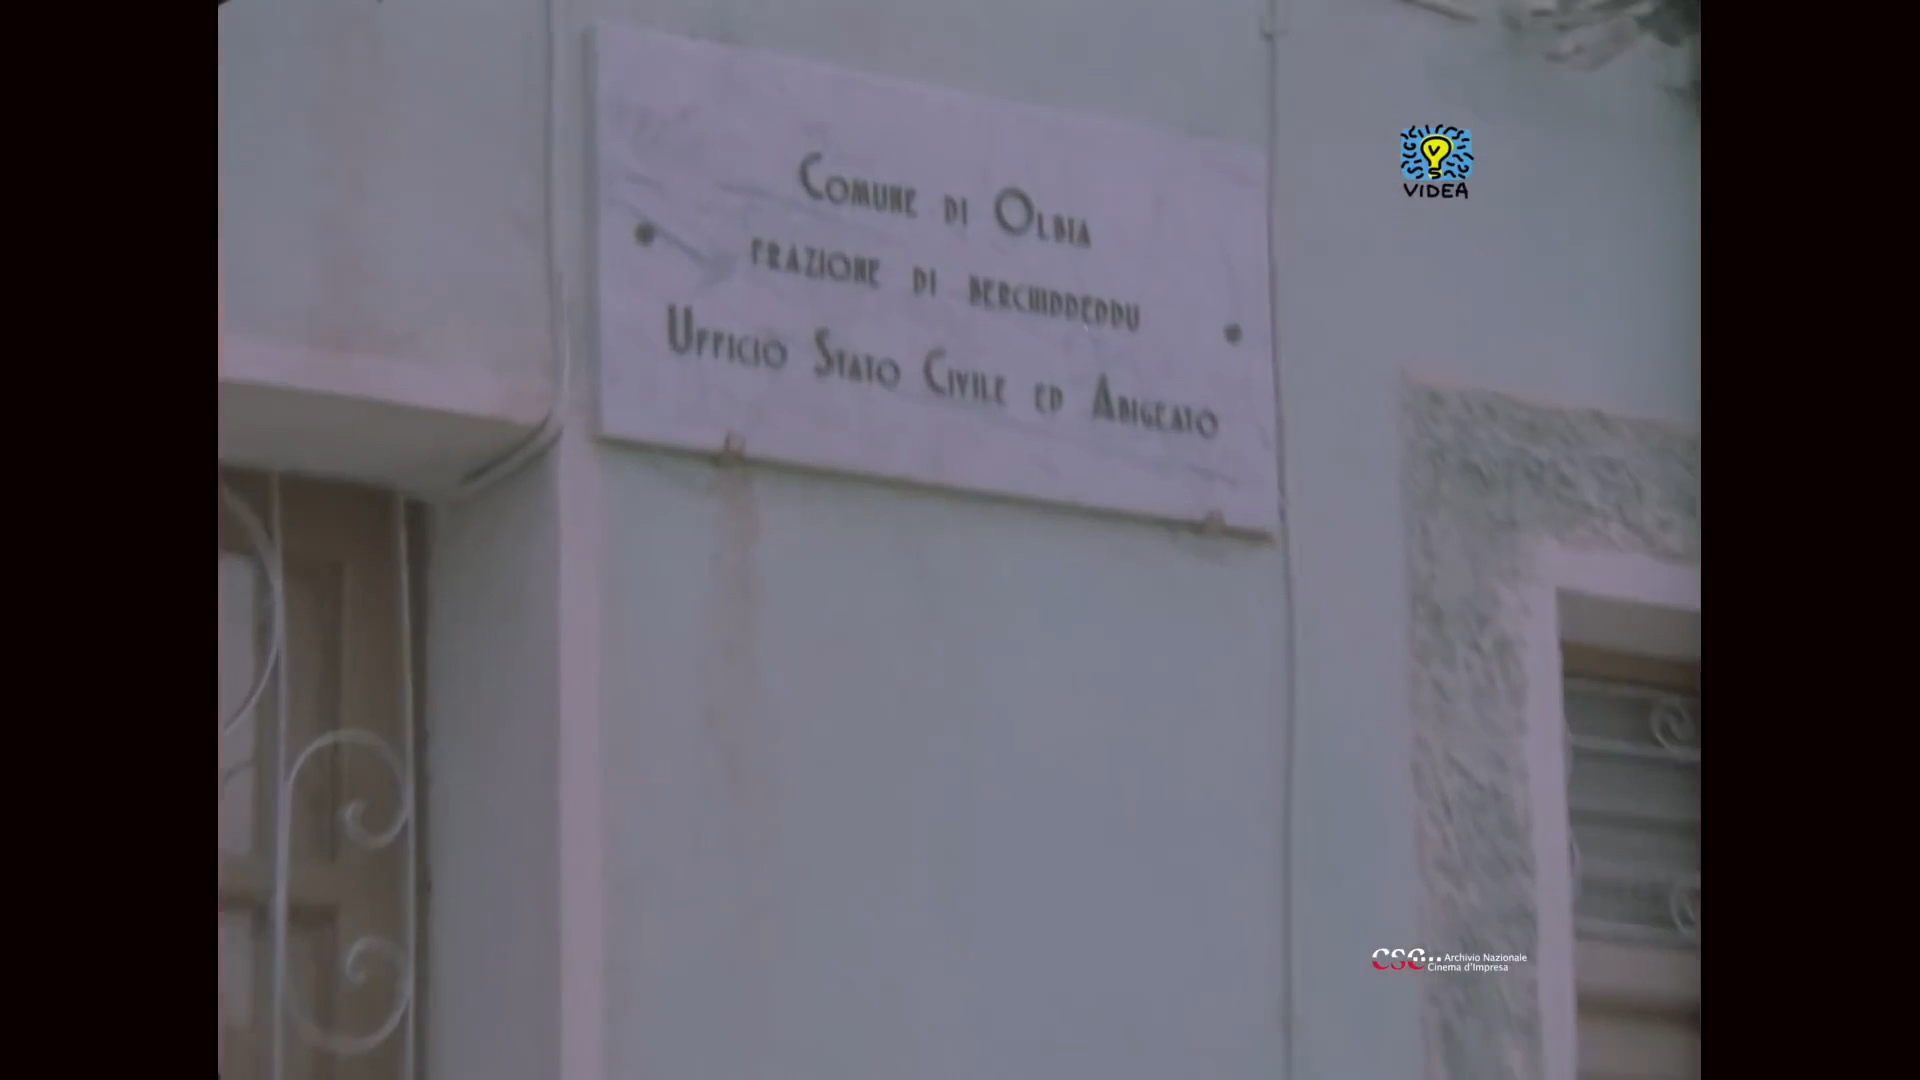 Comune di Olbia
frazione di berchiddeddu
Ufficio Stato Civile ed Abigeato
VIDEA
CSC... Archivio Nazionale
Cinema d'Impresa